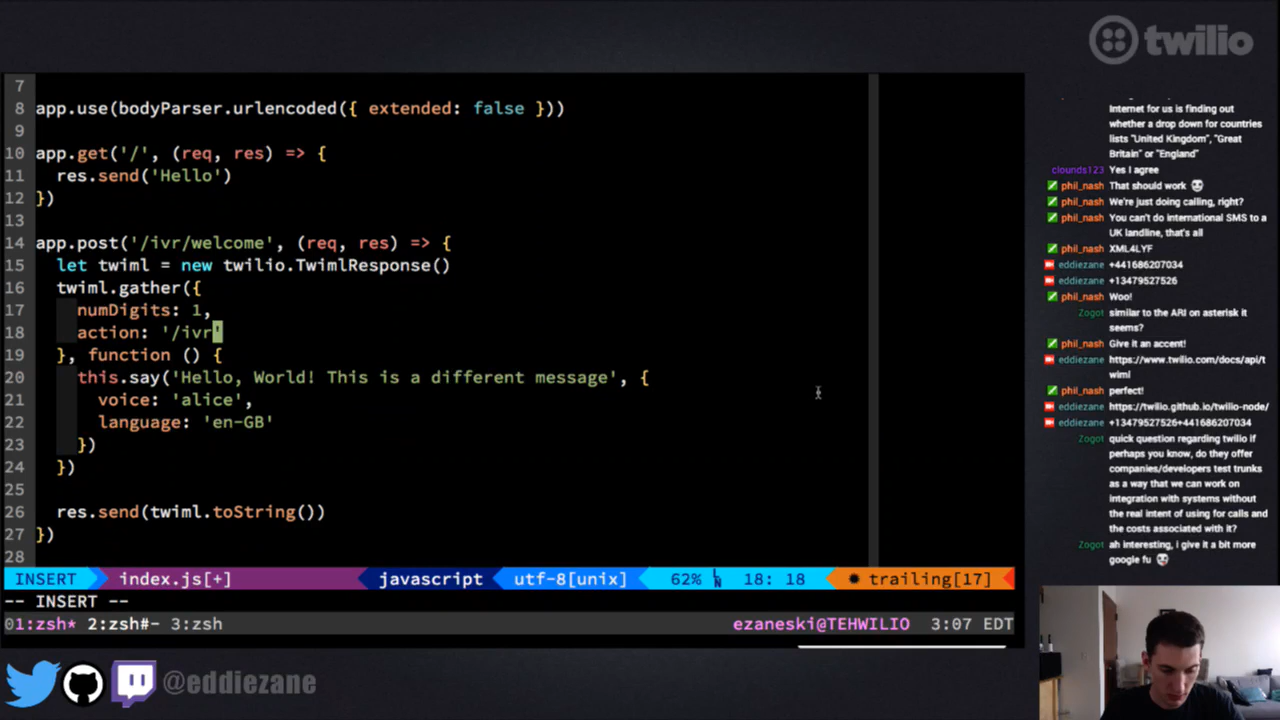 twilio
7
8 app.use(bodyParser.urlencoded({ extended: false }))
9
10 app.get('/', (req, res) => {
11   res.send('Hello')
12 })
13
14 app.post('/ivr/welcome', (req, res) => {
15   let twiml = new twilio.TwimlResponse()
16   twiml.gather({
17     numDigits: 1,
18     action: '/ivr'
19   }, function () {
20     this.say('Hello, World! This is a different message', {
21       voice: 'alice',
22       language: 'en-GB'
23     })
24   })
25
26   res.send(twiml.toString())
27 })
28
INSERT index.js[+] javascript utf-8[unix] 62% 18: 18 trailing[17]
-- INSERT --
01:zsh* 2:zsh#- 3:zsh ezaneski@TEHWILIO 3:07 EDT
@eddiezane
Internet for us is finding out
whether a drop down for countries
lists "United Kingdom", "Great
Britain" or "England"
clounds123 Yes I agree
phil_nash That should work
phil_nash We're just doing calling, right?
phil_nash You can't do international SMS to a
UK landline, that's all
phil_nash XML4LYF
eddiezane +441686207034
eddiezane +13479527526
phil_nash Woo!
Zogot similar to the ARI on asterisk it
seems?
phil_nash Give it an accent!
eddiezane https://www.twilio.com/docs/api/t
wiml
phil_nash perfect!
eddiezane https://twilio.github.io/twilio-node/
eddiezane +13479527526+441686207034
Zogot quick question regarding twilio if
perhaps you know, do they offer
companies/developers test trunks
as a way that we can work on
integration with systems without
the real intent of using for calls and
the costs associated with it?
Zogot ah interesting, i give it a bit more
google fu